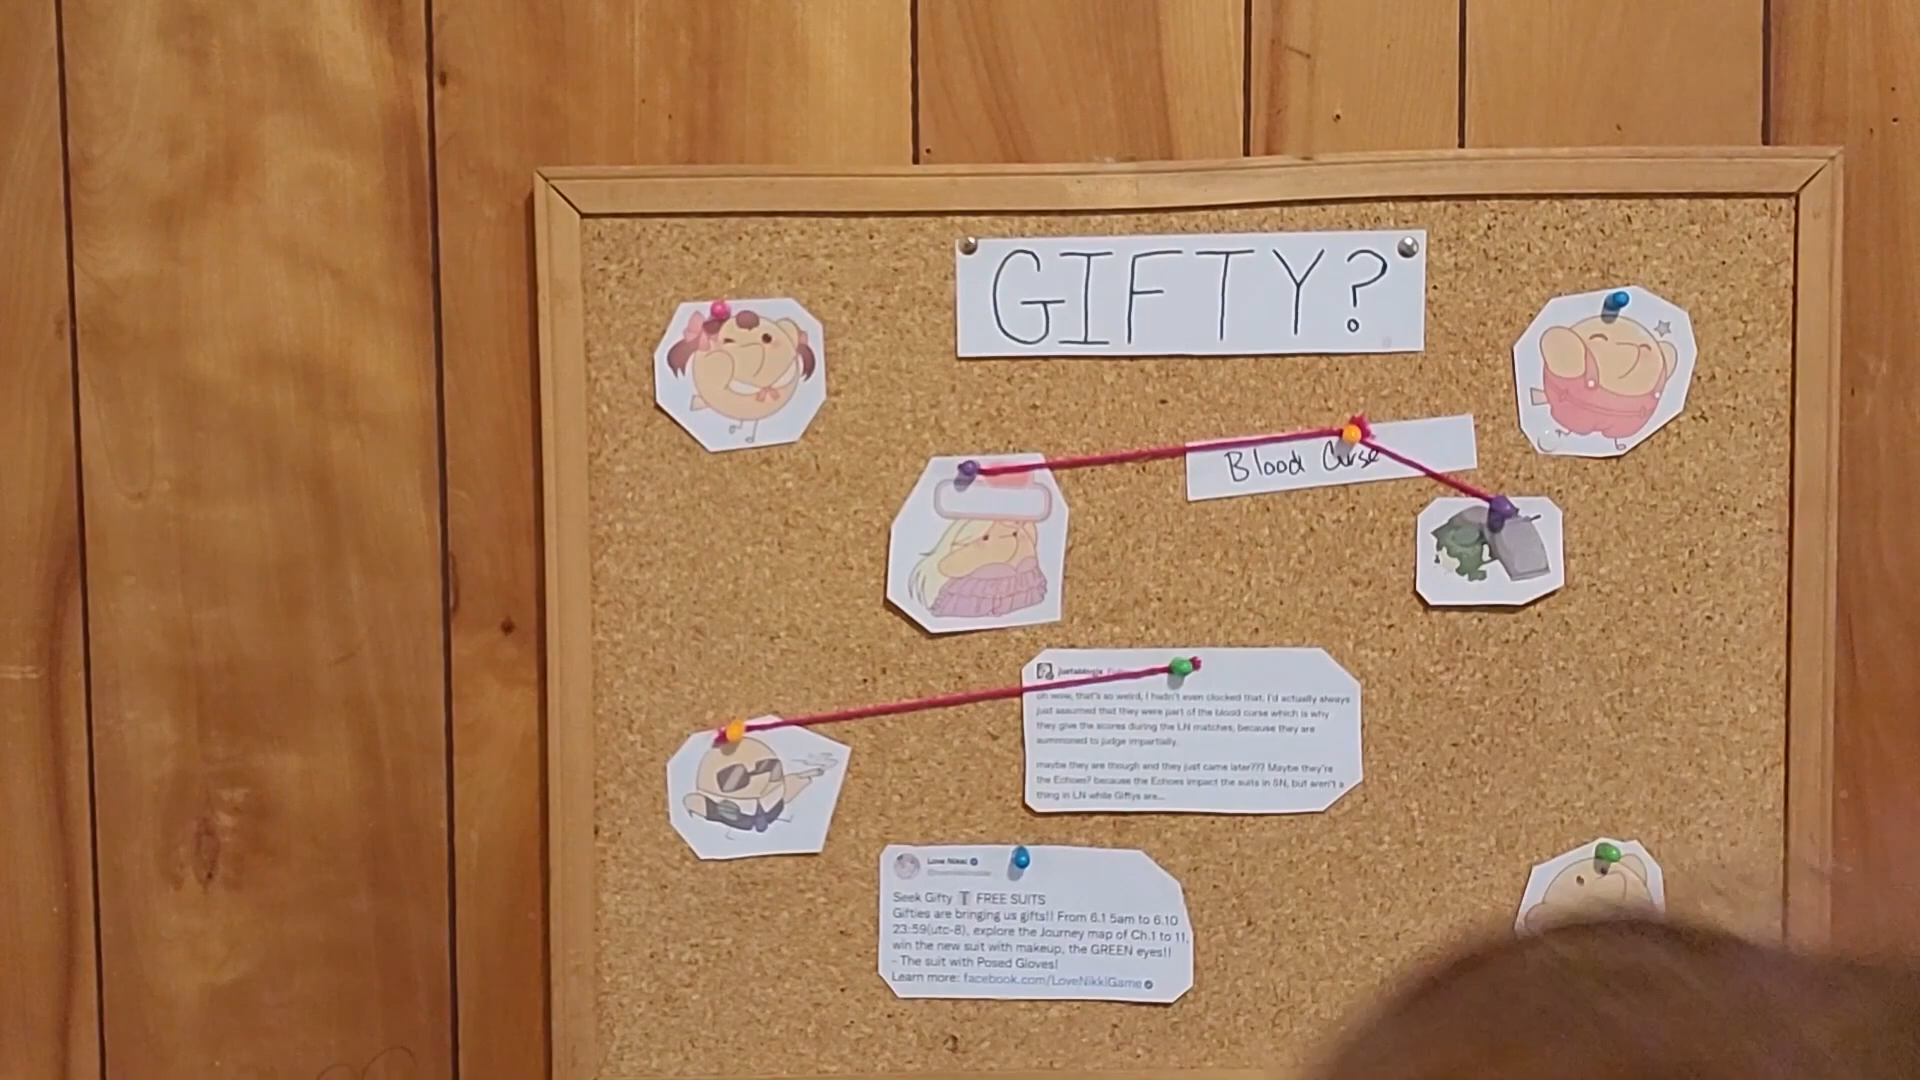 GIFTY?
Blood Curse
oh wow, that's so weird, I hadn't even clocked that. I'd actually always
just assumed that they were part of the blood curse which is why
they give the scores during the LN matches, because they are
summoned to judge impartially.
maybe they are though and they just came later??? Maybe they're
the Echoes? because the Echoes impact the suits in SN, but aren't a
thing in LN while Giftys are...
Love Nikki
Seek Gifty FREE SUITS
Gifties are bringing us gifts!! From 6.1 5am to 6.10
23:59(utc-8), explore the Journey map of Ch.1 to 11,
win the new suit with makeup, the GREEN eyes!!
- The suit with Posed Gloves!
Learn more: facebook.com/LoveNikkiGame